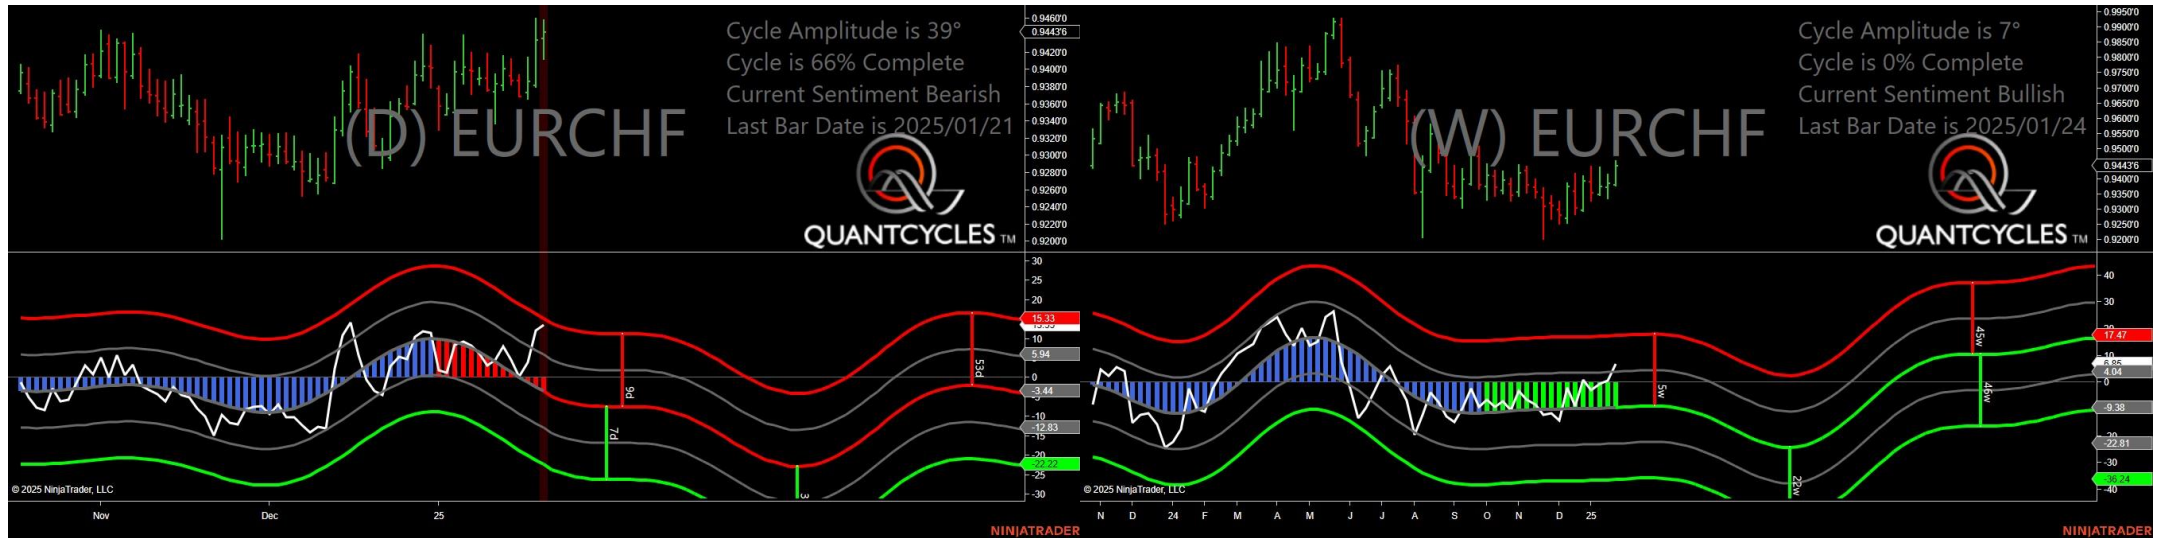 Cycle Amplitude is 39°
Cycle is 66% Complete
Current Sentiment Bearish
Last Bar Date is 2025/01/21
(D) EURCHF
QUANTCYCLES TM
0.9460'0
0.9443'6
0.9420'0
0.9400'0
0.9380'0
0.9360'0
0.9340'0
0.9320'0
0.9300'0
0.9280'0
0.9260'0
0.9240'0
0.9220'0
0.9200'0
30
25
20
15.33
10
5.94
0
-3.44
-10
-12.83
-15
-20
-22.22
-25
-30
9d
7d
53d
3
© 2025 NinjaTrader, LLC
Nov
Dec
25
NINJATRADER
Cycle Amplitude is 7°
Cycle is 0% Complete
Current Sentiment Bullish
Last Bar Date is 2025/01/24
(W) EURCHF
QUANTCYCLES TM
0.9950'0
0.9900'0
0.9850'0
0.9800'0
0.9750'0
0.9700'0
0.9650'0
0.9600'0
0.9550'0
0.9500'0
0.9443'6
0.9400'0
0.9350'0
0.9300'0
0.9250'0
0.9200'0
40
30
17.47
10
6.85
4.04
0
-9.38
-20
-22.81
-30
-36.24
-40
5w
45w
46w
22w
© 2025 NinjaTrader, LLC
N D 24 F M A M J J A S O N D 25
NINJATRADER